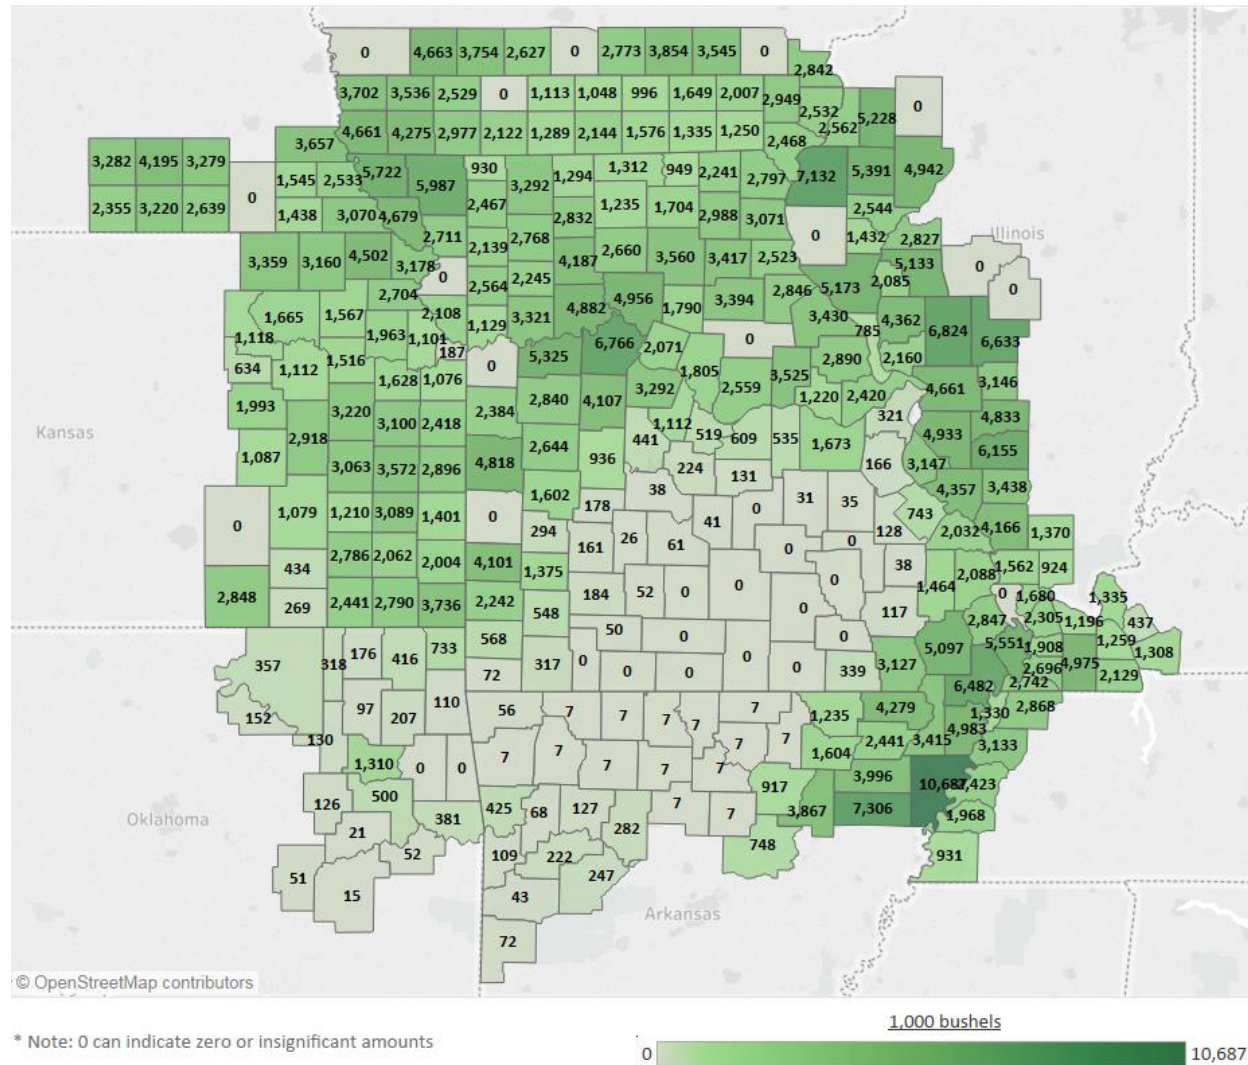 0 4,663 3,754 2,627 0 2,773 3,854 3,545 0
2,842
3,702 3,536 2,529 0 1,113 1,048 996 1,649 2,007 2,949 2,532 5,228 0
4,661 4,275 2,977 2,122 1,289 2,144 1,576 1,335 1,250 2,468 2,562
3,657
3,282 4,195 3,279 1,545 2,533 5,722 5,987 930 3,292 1,294 1,312 949 2,241 2,797 7,132 5,391 4,942
2,355 3,220 2,639 0 1,438 3,070 4,679 2,467 2,832 1,235 1,704 2,988 3,071 2,544
2,711 2,139 2,768 0 1,432 2,827 Illinois
3,359 3,160 4,502 3,178 0 4,187 2,660 3,560 3,417 2,523 5,133 0
2,704 2,564 2,245 2,846 5,173 2,085 0
1,118 1,665 1,567 2,108 1,129 3,321 4,882 4,956 1,790 3,394 3,430 785 4,362 6,824 6,633
1,963 1,101 187 6,766 2,071 0
634 1,112 1,516 1,628 1,076 0 5,325 1,805 2,559 3,525 2,890 2,160
1,993 3,220 3,100 2,418 2,384 2,840 4,107 3,292 1,220 2,420 4,661 3,146
Kansas 2,918 1,112 519 609 535 1,673 321 4,933 4,833
1,087 3,063 3,572 2,896 4,818 2,644 936 441 224 131 166 3,147 6,155
0 1,079 1,210 3,089 1,401 0 1,602 178 38 41 0 31 35 743 4,357 3,438
294 128 2,032 4,166 1,370
434 2,786 2,062 2,004 4,101 1,375 161 26 61 0 0 38 2,088 1,562 924
2,848 269 2,441 2,790 3,736 2,242 548 184 52 0 0 0 0 117 1,464 0 1,680 1,335
2,847 2,305 1,196 437
357 318 176 416 733 568 50 0 0 5,097 5,551 1,908 1,259 1,308
72 317 0 0 0 0 0 339 3,127 2,696 4,975 2,129
152 97 207 110 56 7 7 7 7 7 1,235 4,279 6,482 2,742 2,868
1,330
130 7 7 7 7 1,604 2,441 3,415 4,983 3,133
1,310 0 0 7 7 7 917 3,996 10,687 2,423
126 500 381 425 68 127 7 7 3,867 7,306 1,968
Oklahoma 21 282 748
52 109 222 931
51 15 43 247
Arkansas
72
© OpenStreetMap contributors
1,000 bushels
* Note: 0 can indicate zero or insignificant amounts
0 10,687